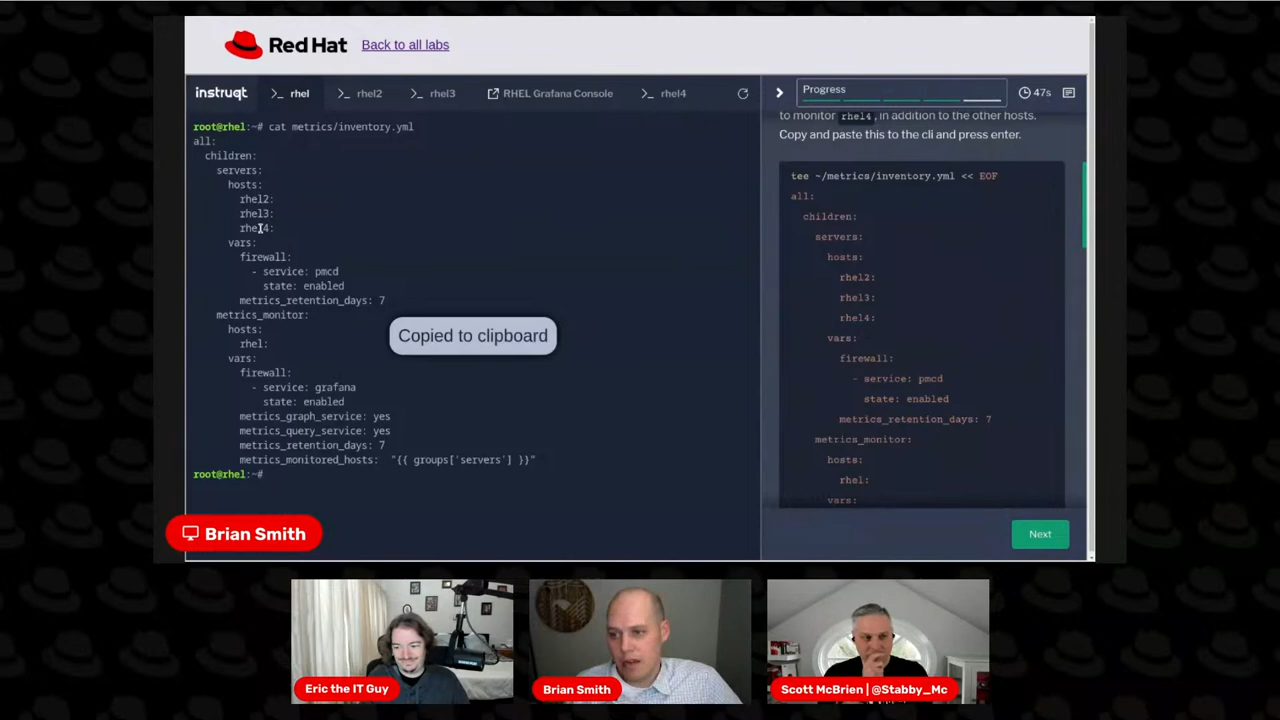 Red Hat
Back to all labs
instruqt
>_ rhel
>_ rhel2
>_ rhel3
RHEL Grafana Console
>_ rhel4
Progress
47s
root@rhel:~# cat metrics/inventory.yml
all:
  children:
    servers:
      hosts:
        rhel2:
        rhel3:
        rhel4:
      vars:
        firewall:
          - service: pmcd
            state: enabled
        metrics_retention_days: 7
    metrics_monitor:
      hosts:
        rhel:
      vars:
        firewall:
          - service: grafana
            state: enabled
        metrics_graph_service: yes
        metrics_query_service: yes
        metrics_retention_days: 7
        metrics_monitored_hosts:  "{{ groups['servers'] }}"
root@rhel:~#
Copied to clipboard
to monitor rhel4, in addition to the other hosts.
Copy and paste this to the cli and press enter.
tee ~/metrics/inventory.yml << EOF
all:
  children:
    servers:
      hosts:
        rhel2:
        rhel3:
        rhel4:
      vars:
        firewall:
          - service: pmcd
            state: enabled
        metrics_retention_days: 7
    metrics_monitor:
      hosts:
        rhel:
      vars:
Next
Brian Smith
Eric the IT Guy
Brian Smith
Scott McBrien | @Stabby_Mc